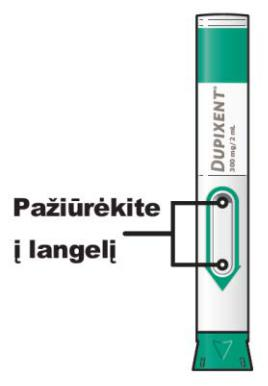 DUPIXENT®
300 mg/2 mL
Pažiūrėkite
į langelį